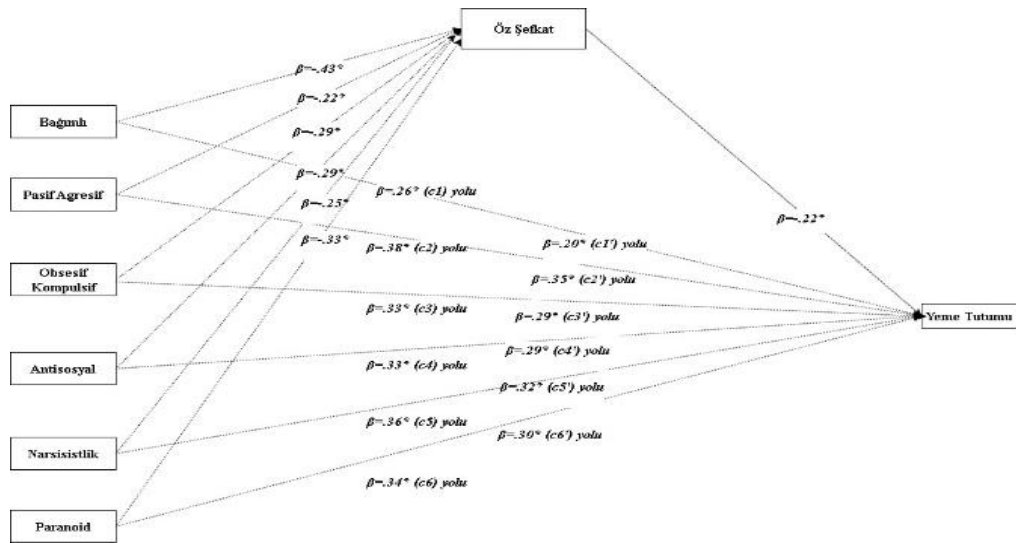 Öz Şefkat
β=-.43*
β=-.22*
Bağımlı
β=-.29*
β=-.29*
Pasif Agresif
β=.26* (c1) yolu
β=-.25*
β=-.22*
β=-.33*
β=.38* (c2) yolu
β=.20* (c1') yolu
Obsesif
Kompulsif
β=.35* (c2') yolu
β=.33* (c3) yolu
β=.29* (c3') yolu
Yeme Tutumu
Antisosyal
β=.33* (c4) yolu
β=.29* (c4') yolu
β=.32* (c5') yolu
β=.36* (c5) yolu
β=.30* (c6') yolu
Narsisistlik
β=.34* (c6) yolu
Paranoid